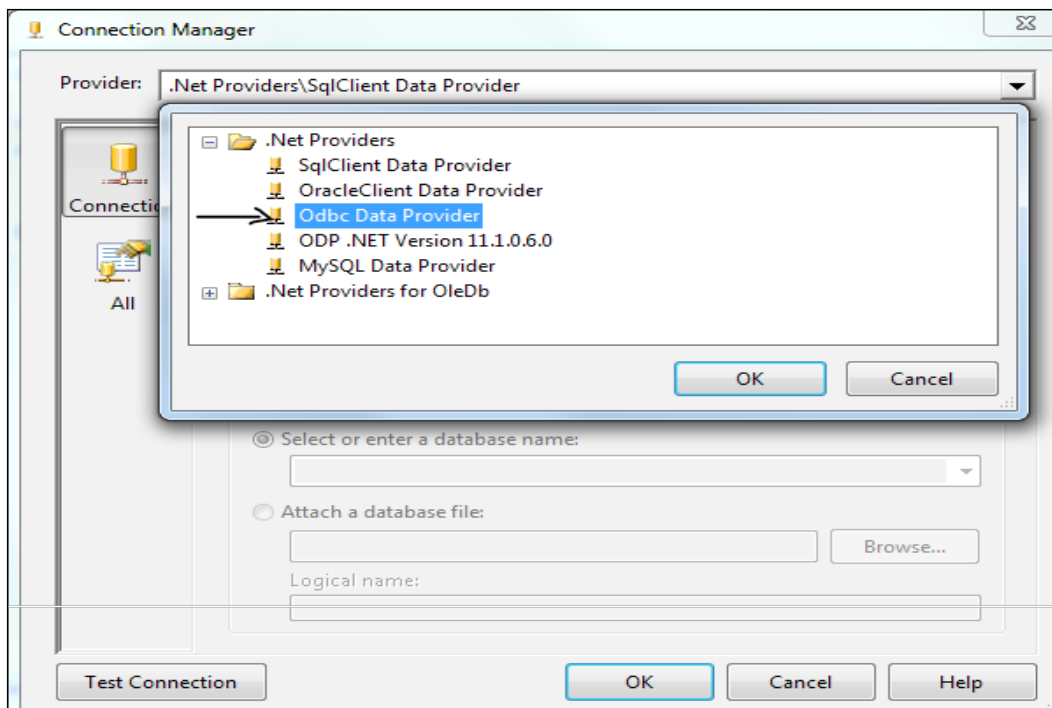 Connection Manager
Provider: .Net Providers\SqlClient Data Provider
.Net Providers
SqlClient Data Provider
OracleClient Data Provider
Odbc Data Provider
ODP .NET Version 11.1.0.6.0
MySQL Data Provider
.Net Providers for OleDb
Connectio
All
OK Cancel
Select or enter a database name:
Attach a database file:
Browse...
Logical name:
Test Connection OK Cancel Help